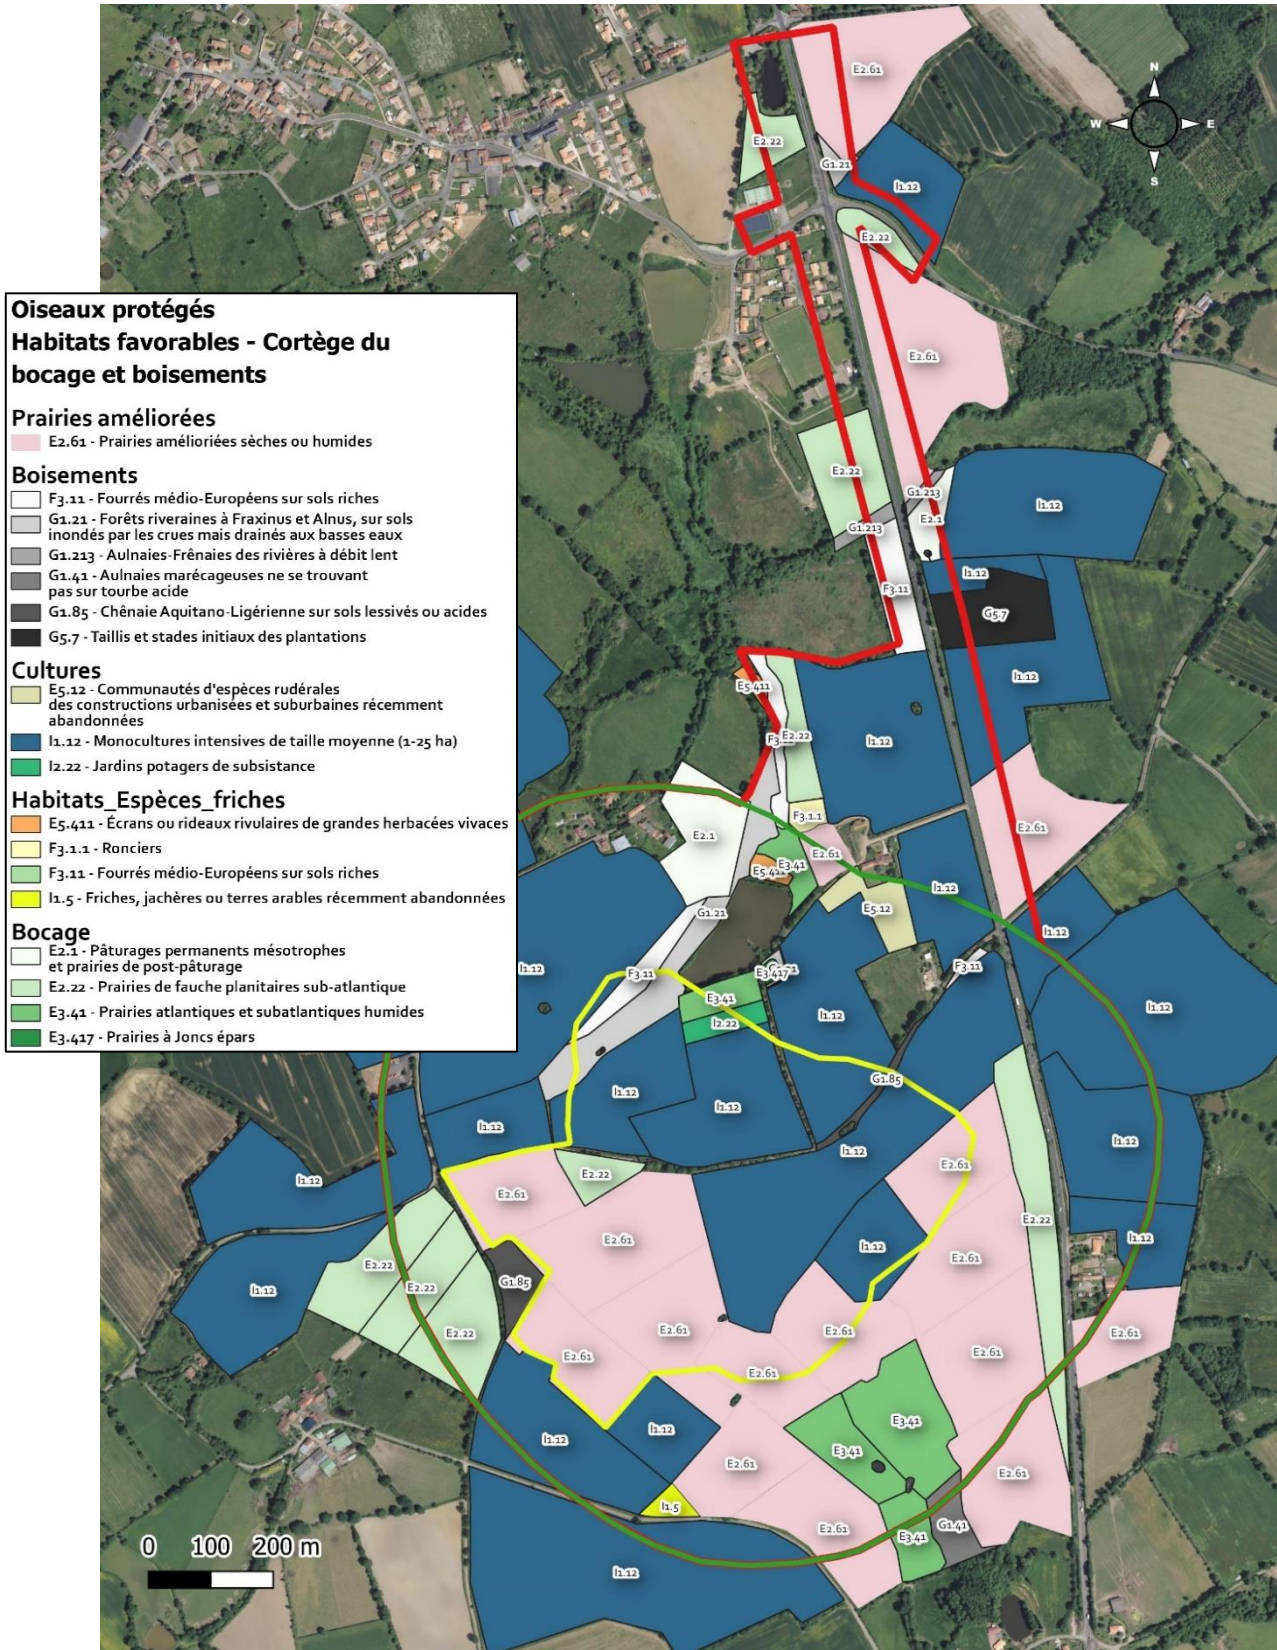 Oiseaux protégés
Habitats favorables - Cortège du
bocage et boisements
Prairies améliorées
E2.61 - Prairies amélioriées sèches ou humides
Boisements
F3.11 - Fourrés médio-Européens sur sols riches
G1.21 - Forêts riveraines à Fraxinus et Alnus, sur sols
inondés par les crues mais drainés aux basses eaux
G1.213 - Aulnaies-Frênaies des rivières à débit lent
G1.41 - Aulnaies marécageuses ne se trouvant
pas sur tourbe acide
G1.85 - Chênaie Aquitano-Ligérienne sur sols lessivés ou acides
G5.7 - Taillis et stades initiaux des plantations
Cultures
E5.12 - Communautés d'espèces rudérales
des constructions urbanisées et suburbaines récemment
abandonnées
I1.12 - Monocultures intensives de taille moyenne (1-25 ha)
I2.22 - Jardins potagers de subsistance
Habitats_Espèces_friches
E5.411 - Écrans ou rideaux rivulaires de grandes herbacées vivaces
F3.1.1 - Ronciers
F3.11 - Fourrés médio-Européens sur sols riches
I1.5 - Friches, jachères ou terres arables récemment abandonnées
Bocage
E2.1 - Pâturages permanents mésotrophes
et prairies de post-pâturage
E2.22 - Prairies de fauche planitaires sub-atlantique
E3.41 - Prairies atlantiques et subatlantiques humides
E3.417 - Prairies à Joncs épars
N
W
E
S
E2.61
E2.22
G1.21
I1.12
E2.22
E2.61
E2.22
G1.213
E2.1
I1.12
G1.213
I1.12
F3.11
G5.7
I1.12
E5.411
E2.22
I1.12
F3.1.1
E2.61
E2.1
E2.61
E3.41
I1.12
E5.12
G1.21
I1.12
F3.11
I1.12
F3.11
E3.417
E3.41
I1.12
I1.12
I2.22
G1.85
I1.12
I1.12
I1.12
I1.12
I1.12
E2.61
I1.12
E2.22
E2.61
E2.22
E2.61
I1.12
I1.12
E2.61
E2.22
G1.85
I1.12
E2.22
E2.22
E2.61
E2.61
E2.61
E2.61
E2.61
E2.61
E2.61
I1.12
I1.12
E3.41
E3.41
E2.61
E2.61
I1.5
E2.61
E3.41
G1.41
I1.12
0 100 200 m